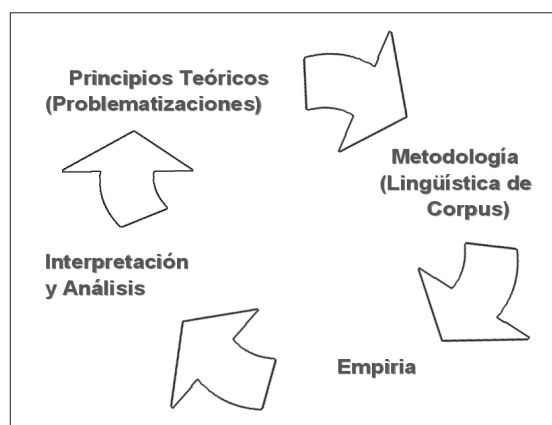 Principios Teóricos
(Problematizaciones)
Metodología
(Lingüística de
Corpus)
Empiria
Interpretación
y Análisis